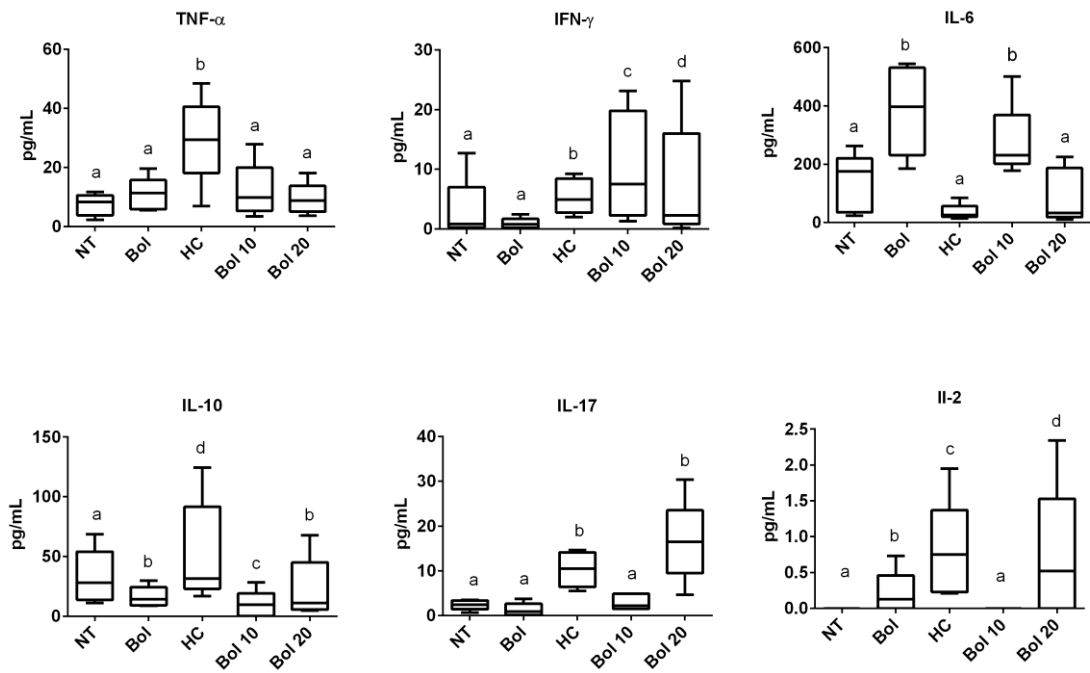 TNF-α
b
a a a a
60
40
20
0
pg/mL
NT Bol HC Bol 10 Bol 20
IFN-γ
a a b c d
30
20
10
0
pg/mL
NT Bol HC Bol 10 Bol 20
IL-6
a b a b a
600
400
200
0
pg/mL
NT Bol HC Bol 10 Bol 20
IL-10
a b d c b
150
100
50
0
pg/mL
NT Bol HC Bol 10 Bol 20
IL-17
a a b a b
40
30
20
10
0
pg/mL
NT Bol HC Bol 10 Bol 20
Il-2
a b c a d
2.5
2.0
1.5
1.0
0.5
0.0
pg/mL
NT Bol HC Bol 10 Bol 20